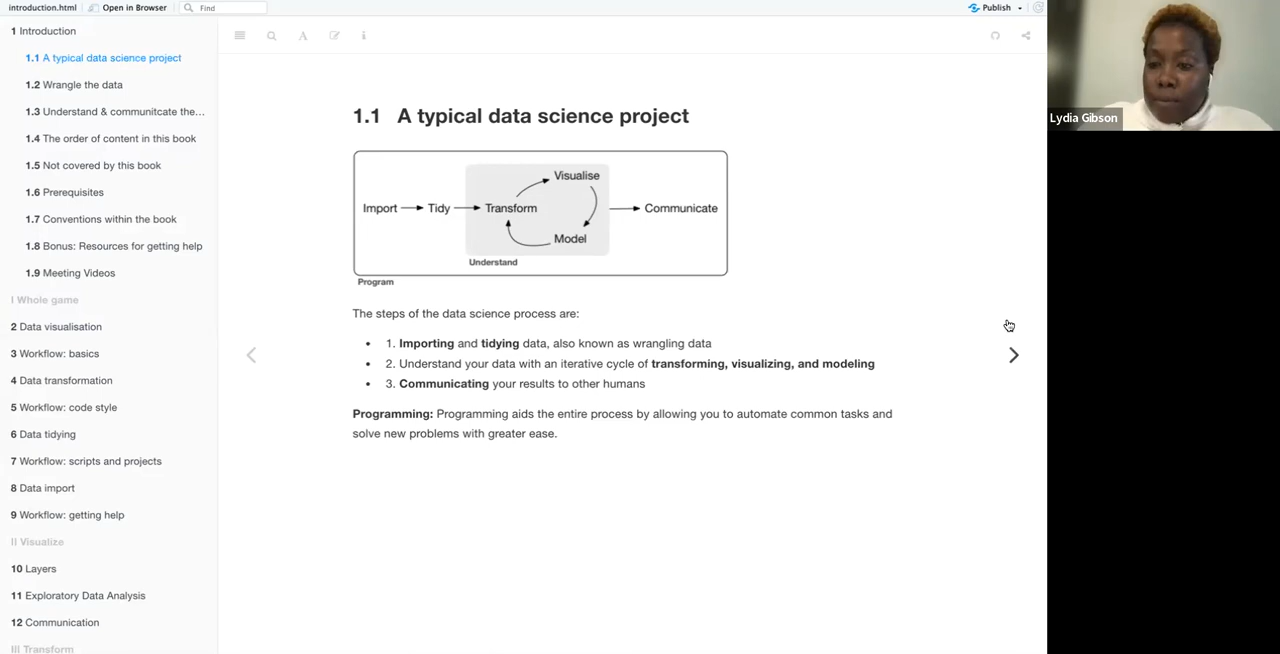 introduction.html
Open in Browser
Find
Publish
1 Introduction
1.1 A typical data science project
1.2 Wrangle the data
1.3 Understand & communitcate the...
1.4 The order of content in this book
1.5 Not covered by this book
1.6 Prerequisites
1.7 Conventions within the book
1.8 Bonus: Resources for getting help
1.9 Meeting Videos
I Whole game
2 Data visualisation
3 Workflow: basics
4 Data transformation
5 Workflow: code style
6 Data tidying
7 Workflow: scripts and projects
8 Data import
9 Workflow: getting help
II Visualize
10 Layers
11 Exploratory Data Analysis
12 Communication
III Transform
1.1 A typical data science project
Import
Tidy
Transform
Visualise
Model
Communicate
Understand
Program
The steps of the data science process are:
• 1. Importing and tidying data, also known as wrangling data
• 2. Understand your data with an iterative cycle of transforming, visualizing, and modeling
• 3. Communicating your results to other humans
Programming: Programming aids the entire process by allowing you to automate common tasks and
solve new problems with greater ease.
Lydia Gibson